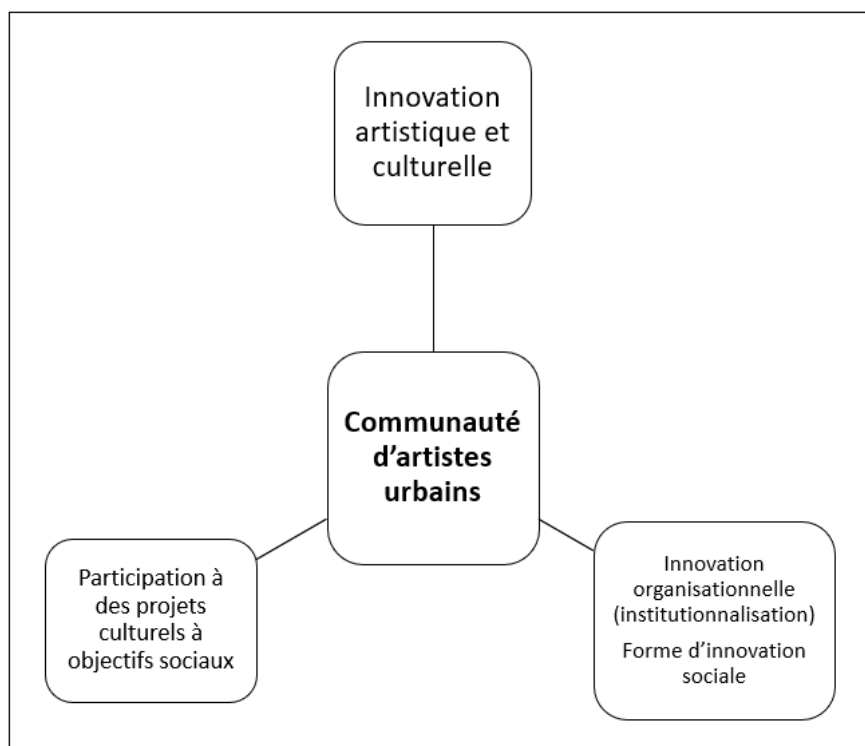 Innovation
artistique et
culturelle
Communauté
d’artistes
urbains
Participation à
des projets
culturels à
objectifs sociaux
Innovation
organisationnelle
(institutionnalisation)
Forme d’innovation
sociale